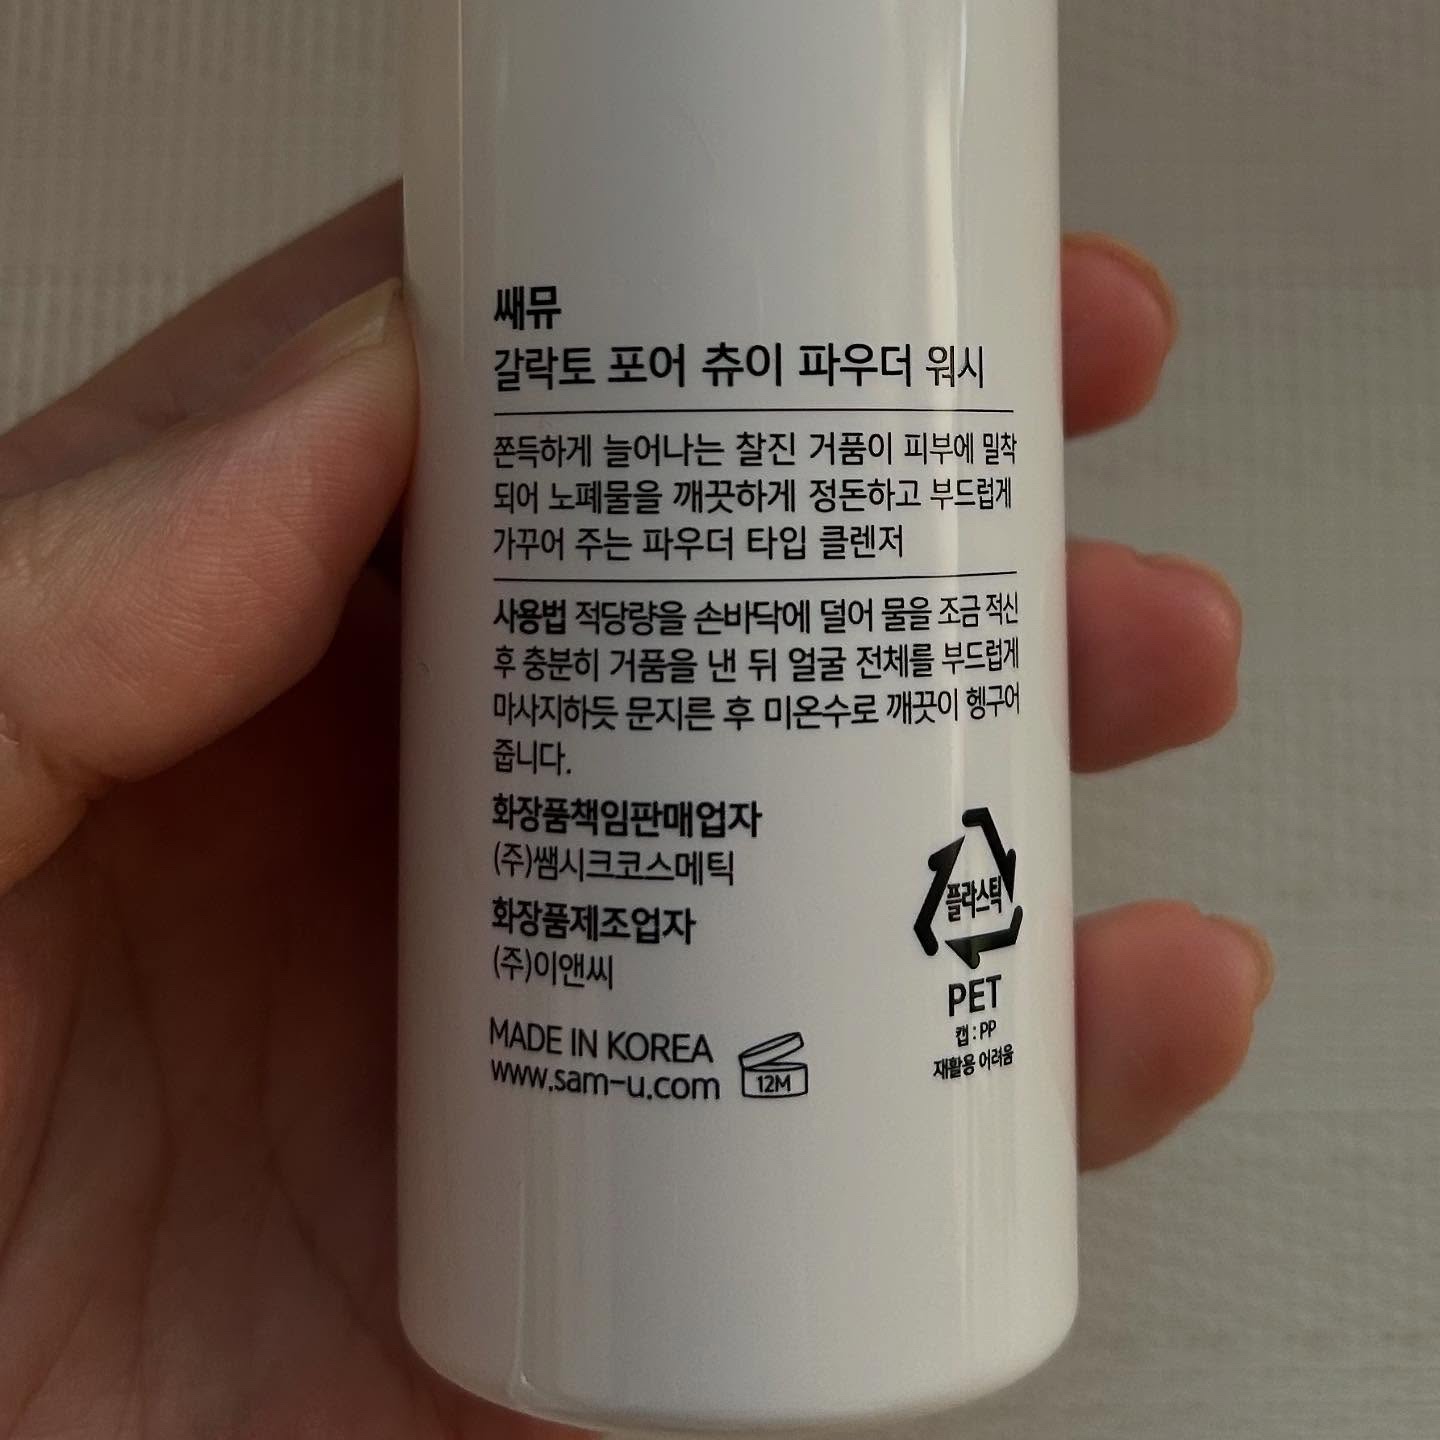 쌔뮤
갈락토 포어 츄이 파우더 워시
쫀득하게 늘어나는 찰진 거품이 피부에 밀착
되어 노폐물을 깨끗하게 정돈하고 부드럽게
가꾸어 주는 파우더 타입 클렌저
사용법 적당량을 손바닥에 덜어 물을 조금 적신
후 충분히 거품을 낸 뒤 얼굴 전체를 부드럽게
마사지하듯 문지른 후 미온수로 깨끗이 헹구어
줍니다.
화장품책임판매업자
(주)쌤시크코스메틱
화장품제조업자
(주)이앤씨
MADE IN KOREA
www.sam-u.com
12M
플라스틱
PET
캡 : PP
재활용 어려움